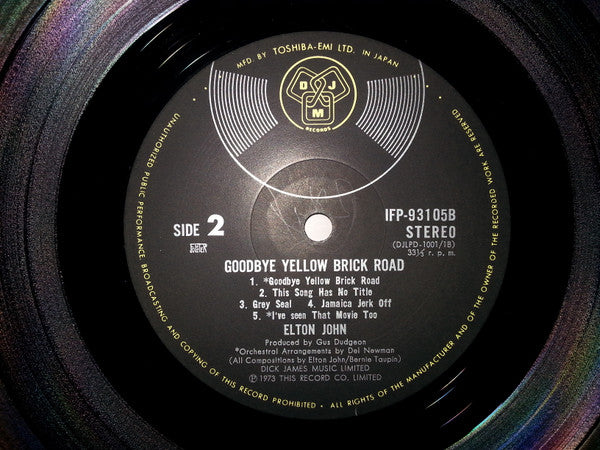 MFD. BY TOSHIBA-EMI LTD. IN JAPAN
DJM
RECORDS
SIDE 2
IFP-93105B
STEREO
(DJLPD-1001/1B)
33⅓ r. p. m.
GOODBYE YELLOW BRICK ROAD
1. *Goodbye Yellow Brick Road
2. This Song Has No Title
3. Grey Seal 4. Jamaica Jerk Off
5. *I've seen That Movie Too
ELTON JOHN
Produced by Gus Dudgeon
*Orchestral Arrangements by Del Newman
(All Compositions by Elton John/Bernie Taupin)
DICK JAMES MUSIC LIMITED
Ⓟ 1973 THIS RECORD CO. LIMITED
UNAUTHORIZED PUBLIC PERFORMANCE, BROADCASTING AND COPYING OF THIS RECORD PROHIBITED • ALL RIGHTS OF THE MANUFACTURER AND OF THE OWNER OF THE RECORDED WORK ARE RESERVED